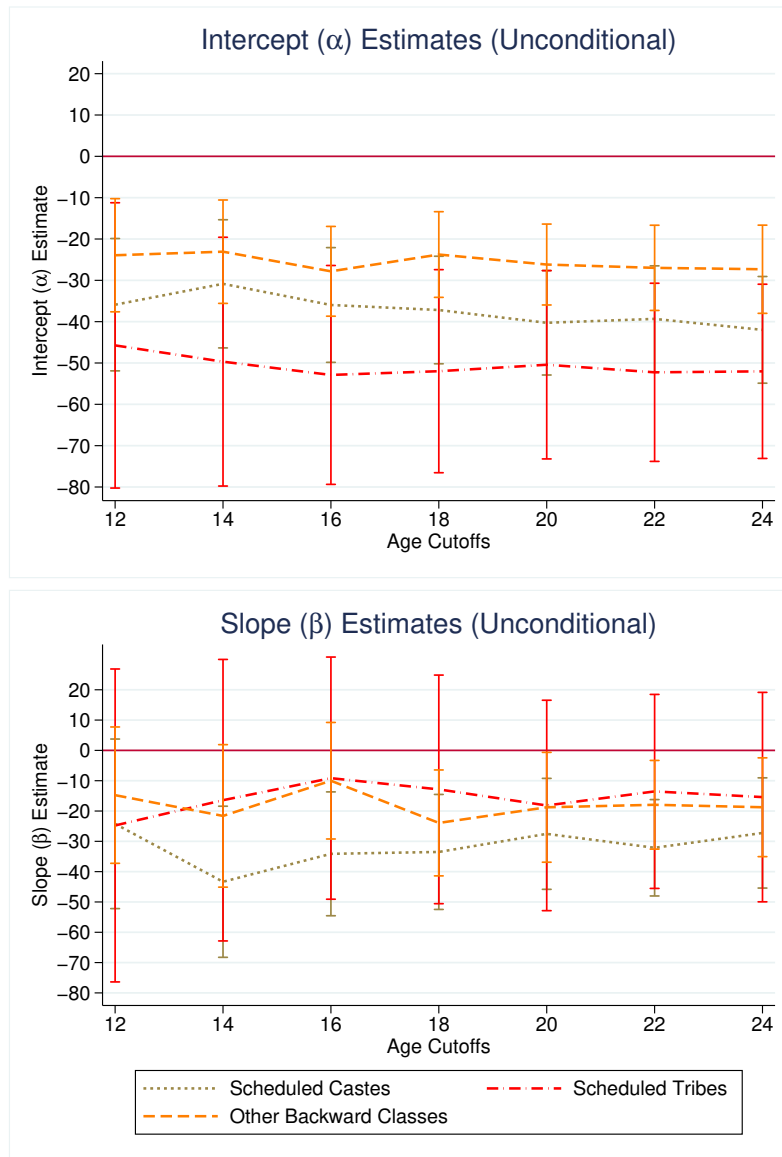 Intercept (α) Estimates (Unconditional)
Intercept (α) Estimate
20
10
0
−10
−20
−30
−40
−50
−60
−70
−80
12 14 16 18 20 22 24
Age Cutoffs
Slope (β) Estimates (Unconditional)
Slope (β) Estimate
20
10
0
−10
−20
−30
−40
−50
−60
−70
−80
12 14 16 18 20 22 24
Age Cutoffs
Scheduled Castes Scheduled Tribes
Other Backward Classes